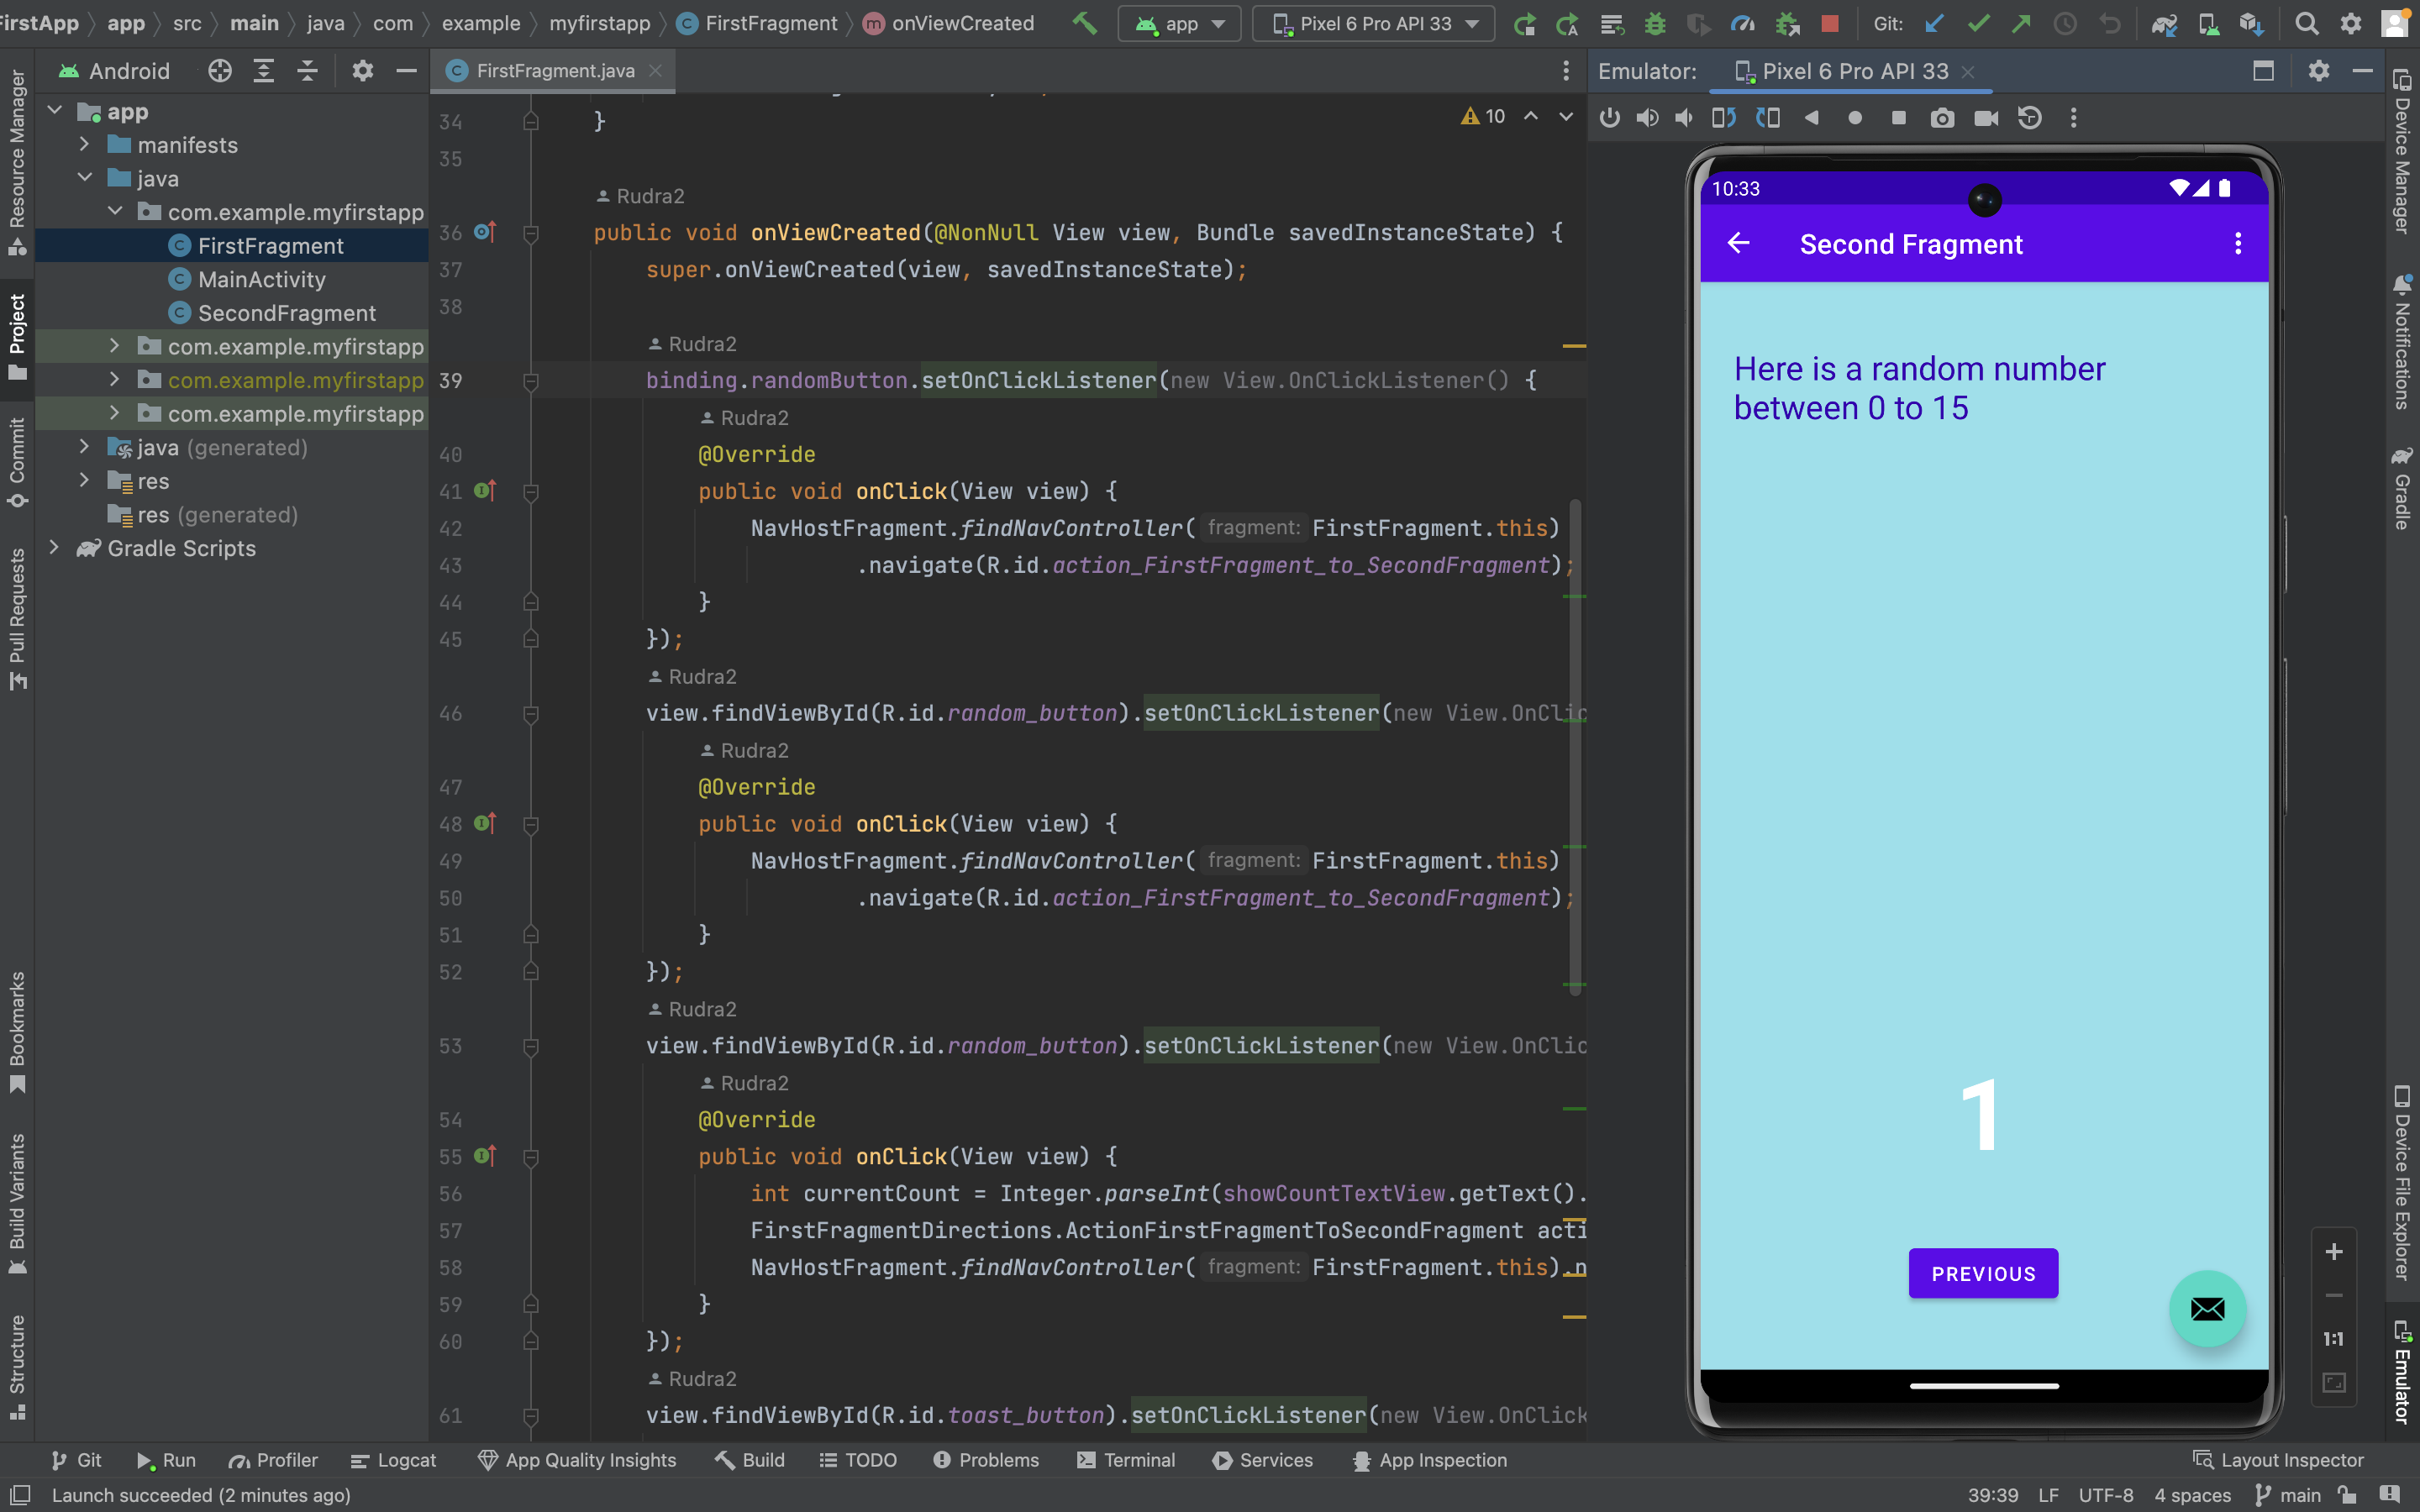 FirstApp app src main java com example myfirstapp FirstFragment onViewCreated app Pixel 6 Pro API 33 Git:
Android
FirstFragment.java
Emulator: Pixel 6 Pro API 33
Resource Manager
Project
Commit
Pull Requests
Bookmarks
Build Variants
Structure
app
manifests
java
com.example.myfirstapp
FirstFragment
MainActivity
SecondFragment
com.example.myfirstapp
com.example.myfirstapp
com.example.myfirstapp
java (generated)
res
res (generated)
Gradle Scripts
10
34 }
35
Rudra2
36 public void onViewCreated(@NonNull View view, Bundle savedInstanceState) {
37 super.onViewCreated(view, savedInstanceState);
38
Rudra2
39 binding.randomButton.setOnClickListener(new View.OnClickListener() {
Rudra2
40 @Override
41 public void onClick(View view) {
42 NavHostFragment.findNavController( fragment: FirstFragment.this)
43 .navigate(R.id.action_FirstFragment_to_SecondFragment);
44 }
45 });
Rudra2
46 view.findViewById(R.id.random_button).setOnClickListener(new View.OnClic
Rudra2
47 @Override
48 public void onClick(View view) {
49 NavHostFragment.findNavController( fragment: FirstFragment.this)
50 .navigate(R.id.action_FirstFragment_to_SecondFragment);
51 }
52 });
Rudra2
53 view.findViewById(R.id.random_button).setOnClickListener(new View.OnClic
Rudra2
54 @Override
55 public void onClick(View view) {
56 int currentCount = Integer.parseInt(showCountTextView.getText().
57 FirstFragmentDirections.ActionFirstFragmentToSecondFragment acti
58 NavHostFragment.findNavController( fragment: FirstFragment.this).n
59 }
60 });
Rudra2
61 view.findViewById(R.id.toast_button).setOnClickListener(new View.OnClick
10:33
Second Fragment
Here is a random number
between 0 to 15
1
PREVIOUS
1:1
Device Manager
Notifications
Gradle
Device File Explorer
Emulator
Git Run Profiler Logcat App Quality Insights Build TODO Problems Terminal Services App Inspection Layout Inspector
Launch succeeded (2 minutes ago) 39:39 LF UTF-8 4 spaces main